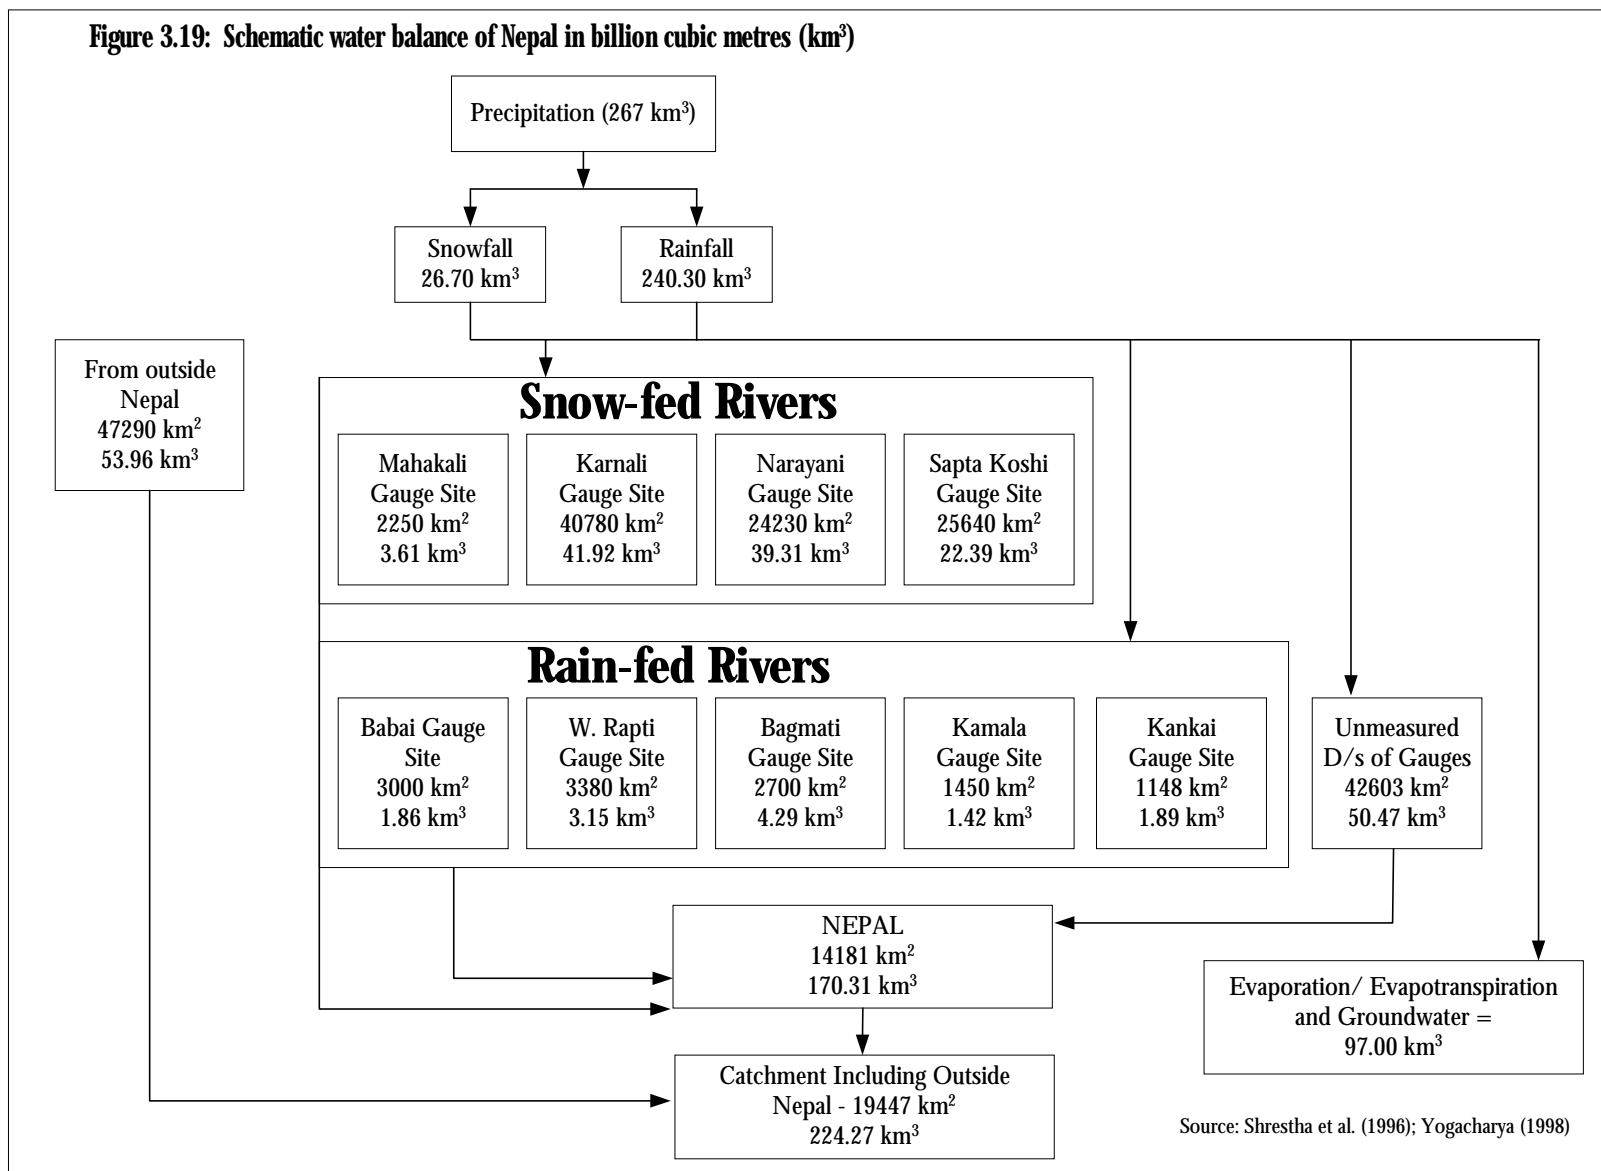 Figure 3.19: Schematic water balance of Nepal in billion cubic metres (km³)
Precipitation (267 km³)
Snowfall
26.70 km³
Rainfall
240.30 km³
From outside
Nepal
47290 km²
53.96 km³
Snow-fed Rivers
Mahakali
Gauge Site
2250 km²
3.61 km³
Karnali
Gauge Site
40780 km²
41.92 km³
Narayani
Gauge Site
24230 km²
39.31 km³
Sapta Koshi
Gauge Site
25640 km²
22.39 km³
Rain-fed Rivers
Babai Gauge
Site
3000 km²
1.86 km³
W. Rapti
Gauge Site
3380 km²
3.15 km³
Bagmati
Gauge Site
2700 km²
4.29 km³
Kamala
Gauge Site
1450 km²
1.42 km³
Kankai
Gauge Site
1148 km²
1.89 km³
Unmeasured
D/s of Gauges
42603 km²
50.47 km³
NEPAL
14181 km²
170.31 km³
Evaporation/ Evapotranspiration
and Groundwater =
97.00 km³
Catchment Including Outside
Nepal - 19447 km²
224.27 km³
Source: Shrestha et al. (1996); Yogacharya (1998)